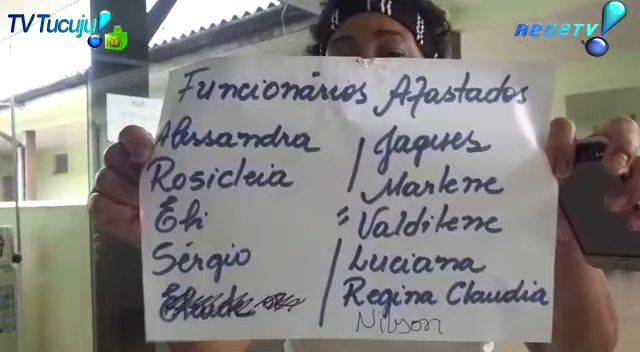 TV Tucuju!
REDETV!
Funcionários Afastados
Alessandra
Rosicleia
Eli
Sérgio
Jaques
Marlene
Valdilene
Luciana
Regina Claudia
Nilson